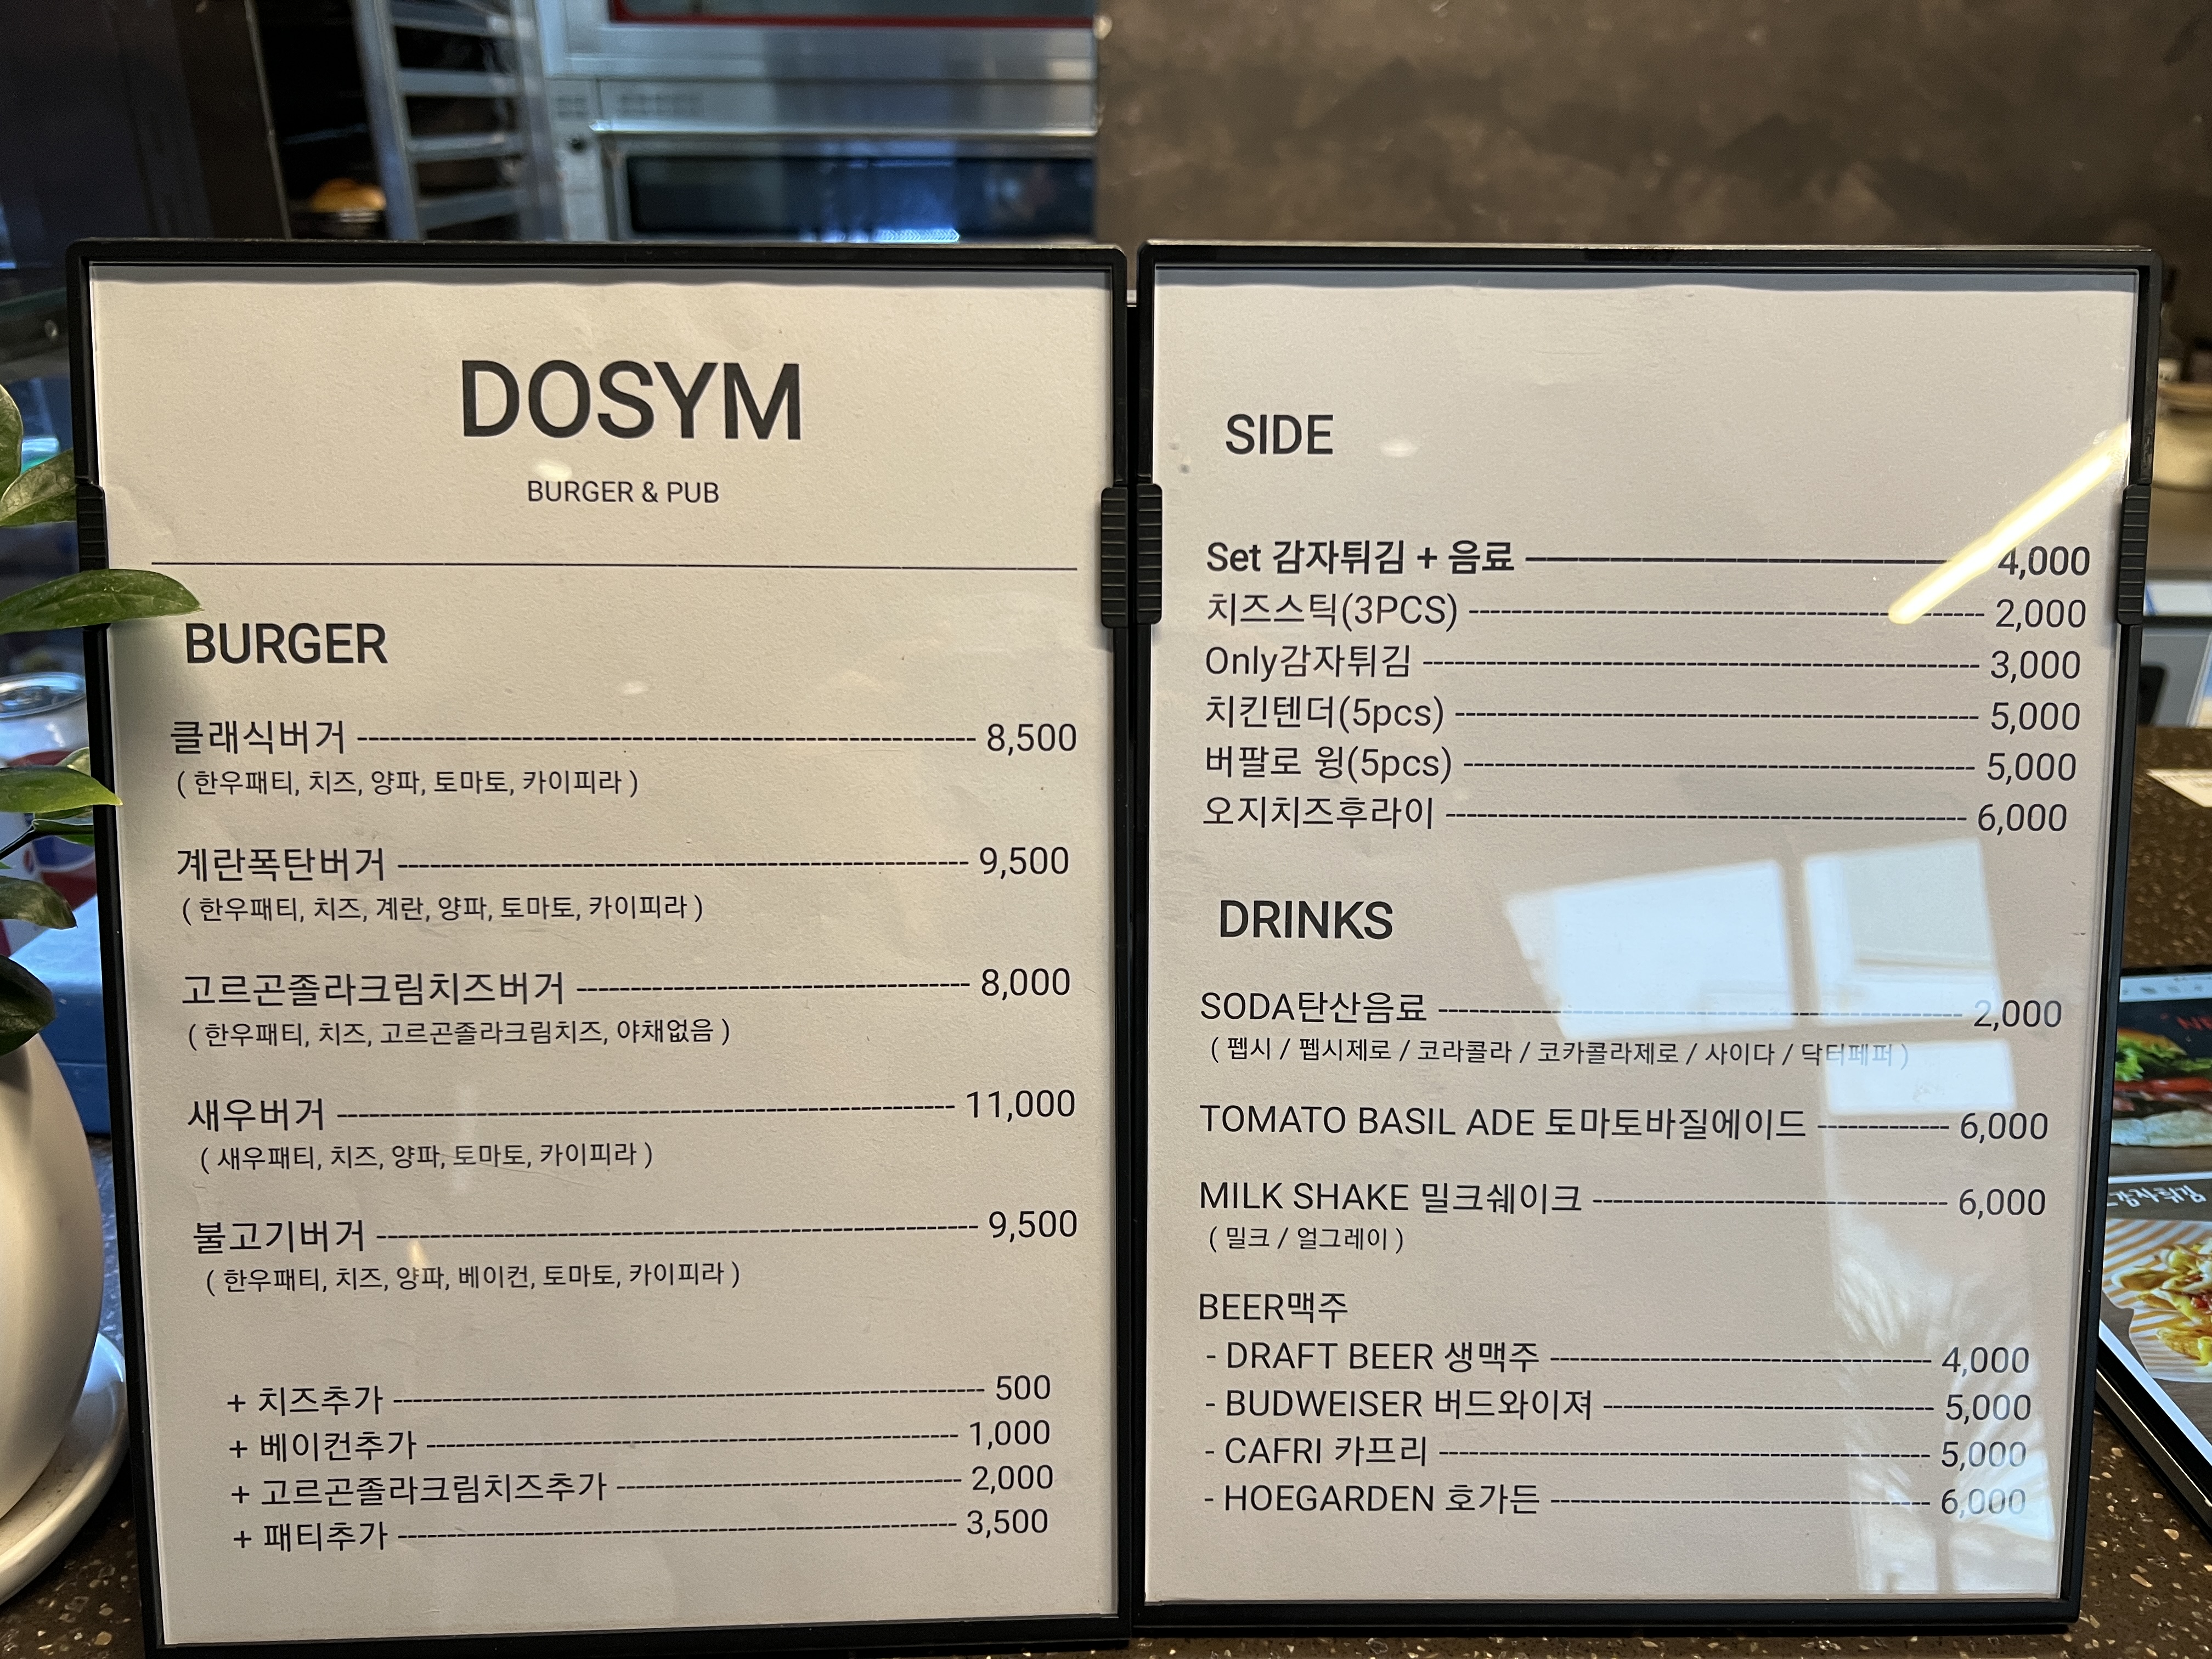 DOSYM
BURGER & PUB
BURGER
클래식버거 8,500
( 한우패티, 치즈, 양파, 토마토, 카이피라 )
계란폭탄버거 9,500
( 한우패티, 치즈, 계란, 양파, 토마토, 카이피라 )
고르곤졸라크림치즈버거 8,000
( 한우패티, 치즈, 고르곤졸라크림치즈, 야채없음 )
새우버거 11,000
( 새우패티, 치즈, 양파, 토마토, 카이피라 )
불고기버거 9,500
( 한우패티, 치즈, 양파, 베이컨, 토마토, 카이피라 )
+ 치즈추가 500
+ 베이컨추가 1,000
+ 고르곤졸라크림치즈추가 2,000
+ 패티추가 3,500
SIDE
Set 감자튀김 + 음료 4,000
치즈스틱(3PCS) 2,000
Only감자튀김 3,000
치킨텐더(5pcs) 5,000
버팔로 윙(5pcs) 5,000
오지치즈후라이 6,000
DRINKS
SODA탄산음료 2,000
( 펩시 / 펩시제로 / 코라콜라 / 코카콜라제로 / 사이다 / 닥터페퍼 )
TOMATO BASIL ADE 토마토바질에이드 6,000
MILK SHAKE 밀크쉐이크 6,000
( 밀크 / 얼그레이 )
BEER맥주
- DRAFT BEER 생맥주 4,000
- BUDWEISER 버드와이져 5,000
- CAFRI 카프리 5,000
- HOEGARDEN 호가든 6,000
감자튀김